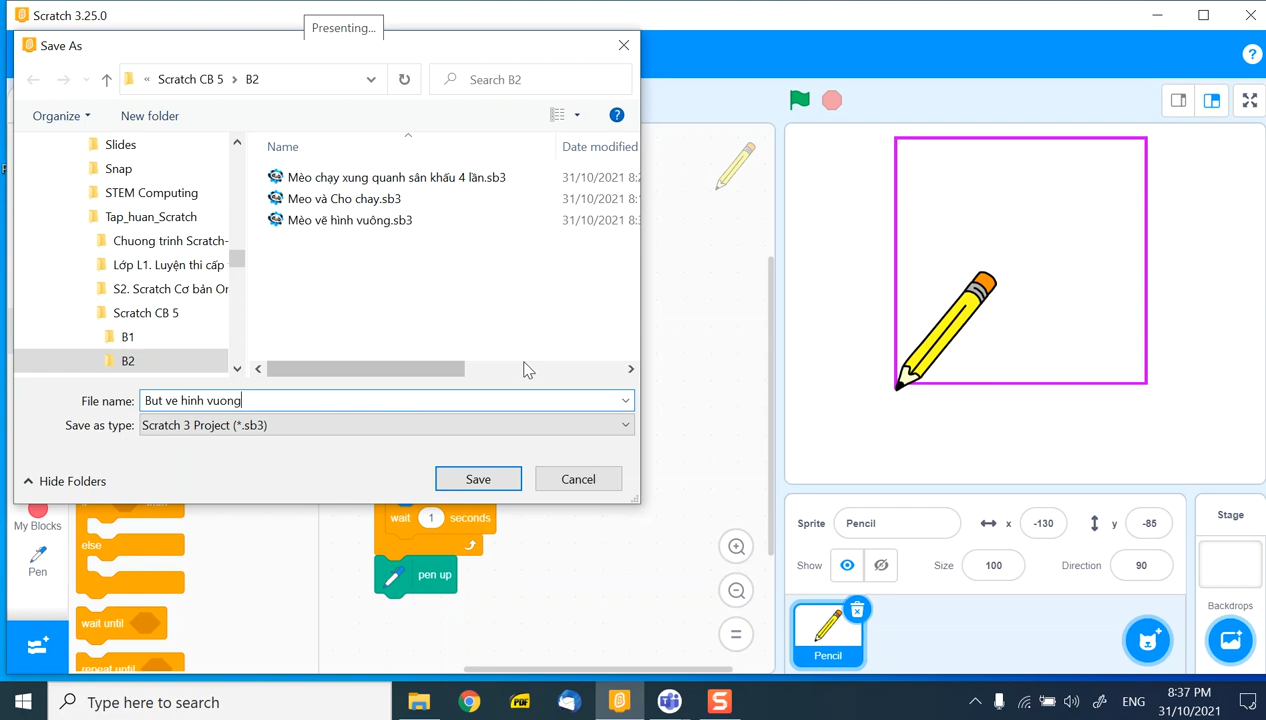 Scratch 3.25.0
Presenting...
Save As
« Scratch CB 5 › B2
Search B2
Organize
New folder
Slides
Snap
STEM Computing
Tap_huan_Scratch
Chuong trinh Scratch-
Lớp L1. Luyện thi cấp
S2. Scratch Cơ bản On
Scratch CB 5
B1
B2
Name
Date modified
Mèo chạy xung quanh sân khấu 4 lần.sb3
31/10/2021 8:2
Meo và Cho chay.sb3
31/10/2021 8:
Mèo vẽ hình vuông.sb3
31/10/2021 8:
File name: But ve hinh vuong
Save as type: Scratch 3 Project (*.sb3)
Hide Folders
Save
Cancel
My Blocks
Pen
else
wait until
repeat until
wait 1 seconds
pen up
Sprite Pencil x -130 y -85
Show Size 100 Direction 90
Pencil
Stage
Backdrops
Type here to search
PDF
ENG
8:37 PM
31/10/2021